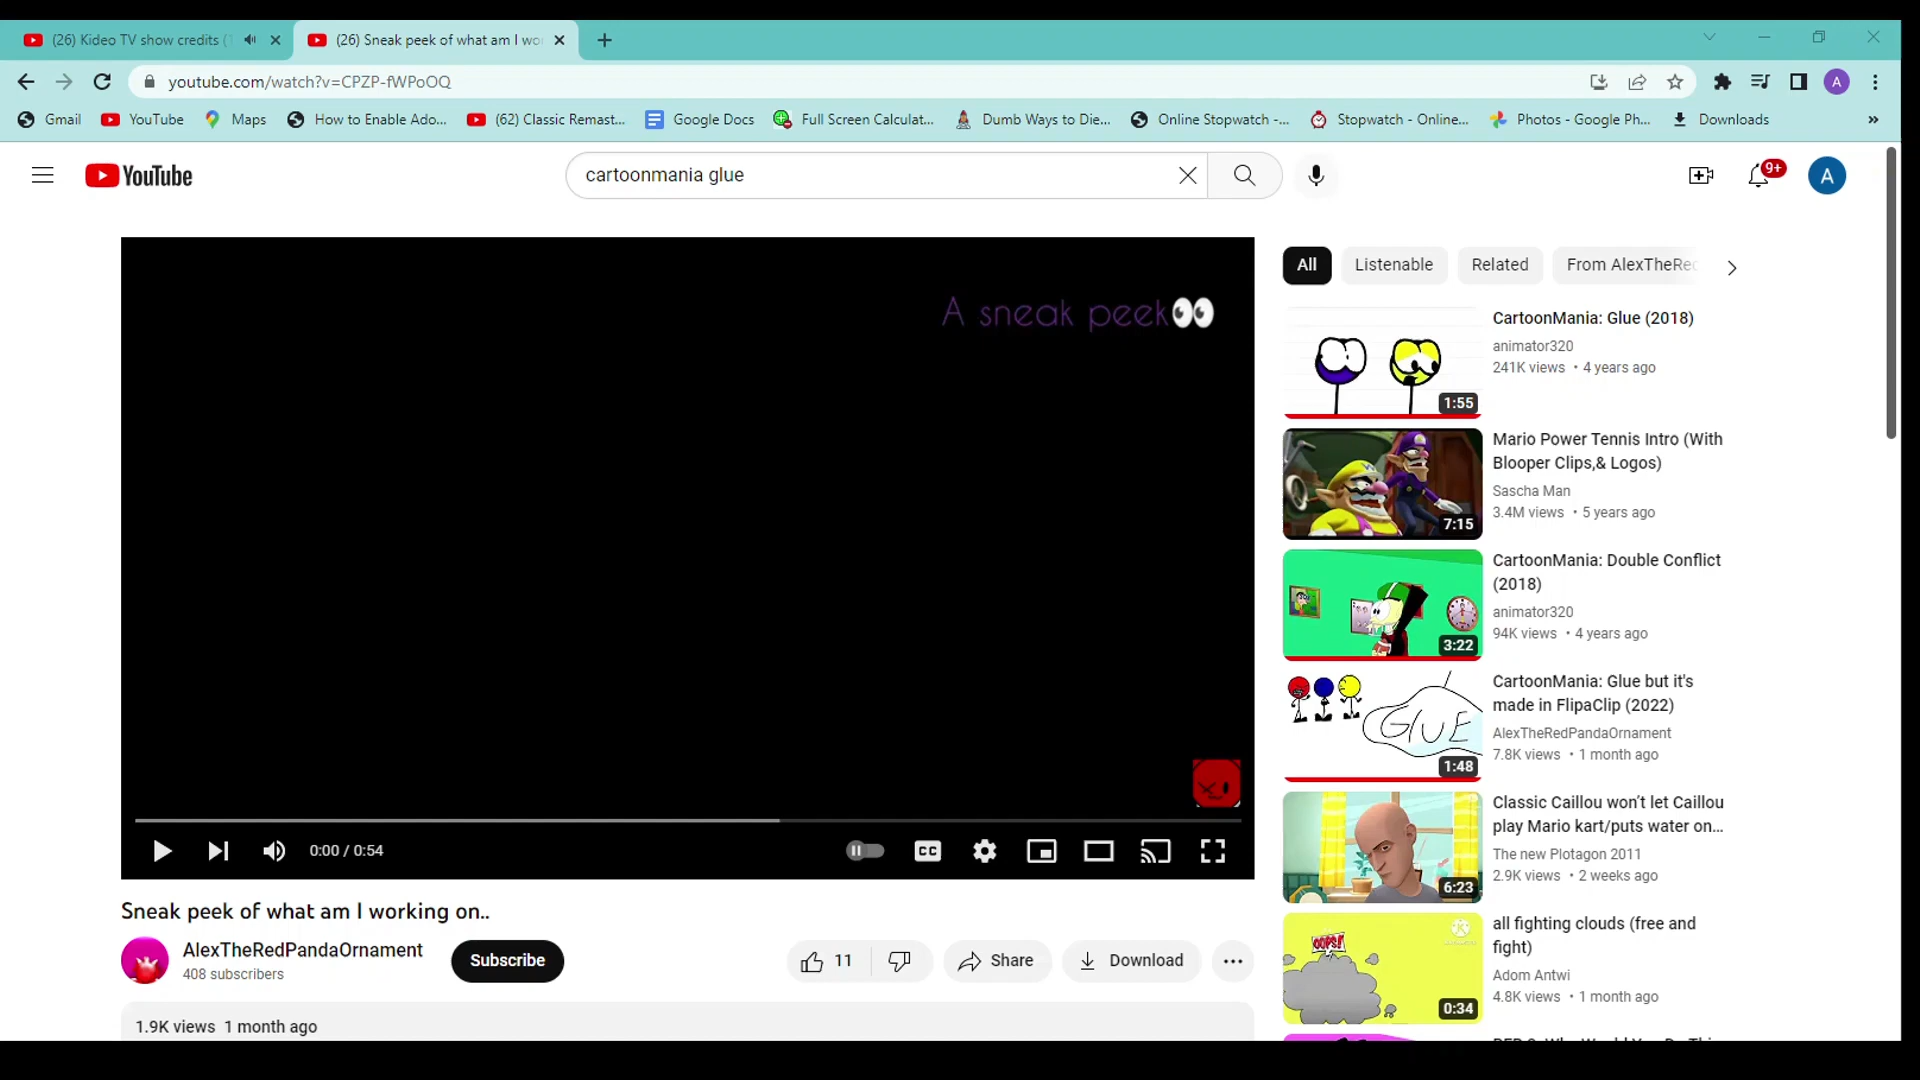 (26) Kideo TV show credits (
(26) Sneak peek of what am I wo
youtube.com/watch?v=CPZP-fWPoOQ
A
Gmail
YouTube
Maps
How to Enable Ado...
(62) Classic Remast...
Google Docs
Full Screen Calculat...
Dumb Ways to Die...
Online Stopwatch -...
Stopwatch - Online...
Photos - Google Ph...
Downloads
»
YouTube
cartoonmania glue
9+
A
A sneak peek👀
0:00 / 0:54
CC
Sneak peek of what am I working on..
AlexTheRedPandaOrnament
408 subscribers
Subscribe
11
Share
Download
1.9K views 1 month ago
All
Listenable
Related
From AlexTheRed
CartoonMania: Glue (2018)
animator320
241K views • 4 years ago
1:55
Mario Power Tennis Intro (With
Blooper Clips,& Logos)
Sascha Man
3.4M views • 5 years ago
7:15
CartoonMania: Double Conflict
(2018)
animator320
94K views • 4 years ago
3:22
CartoonMania: Glue but it's
made in FlipaClip (2022)
AlexTheRedPandaOrnament
7.8K views • 1 month ago
GLUE
1:48
Classic Caillou won't let Caillou
play Mario kart/puts water on...
The new Plotagon 2011
2.9K views • 2 weeks ago
6:23
all fighting clouds (free and
fight)
Adom Antwi
4.8K views • 1 month ago
OOPS!
0:34